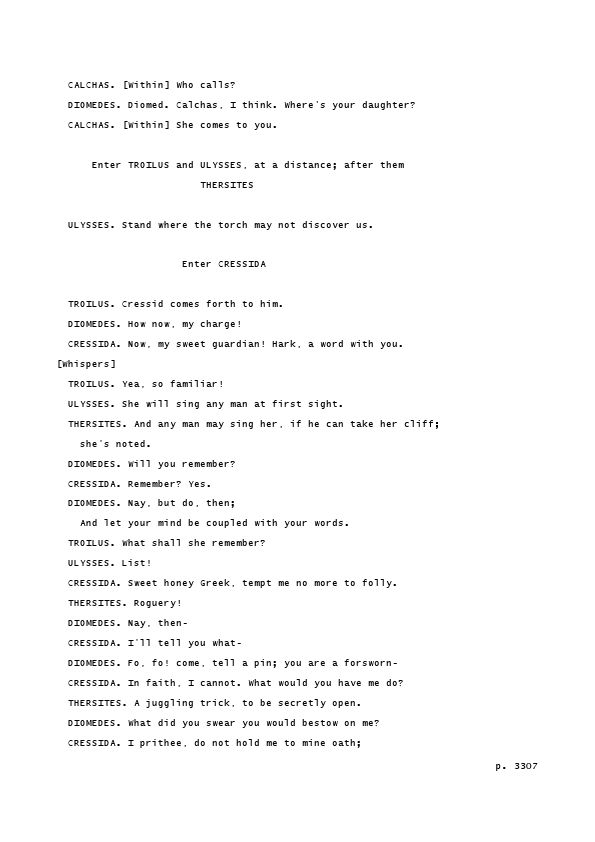 CALCHAS. [Within] Who calls?
DIOMEDES. Diomed. Calchas, I think. Where's your daughter?
CALCHAS. [Within] She comes to you.
Enter TROILUS and ULYSSES, at a distance; after them
THERSITES
ULYSSES. Stand where the torch may not discover us.
Enter CRESSIDA
TROILUS. Cressid comes forth to him.
DIOMEDES. How now, my charge!
CRESSIDA. Now, my sweet guardian! Hark, a word with you.
[Whispers]
TROILUS. Yea, so familiar!
ULYSSES. She will sing any man at first sight.
THERSITES. And any man may sing her, if he can take her cliff;
she's noted.
DIOMEDES. Will you remember?
CRESSIDA. Remember? Yes.
DIOMEDES. Nay, but do, then;
And let your mind be coupled with your words.
TROILUS. What shall she remember?
ULYSSES. List!
CRESSIDA. Sweet honey Greek, tempt me no more to folly.
THERSITES. Roguery!
DIOMEDES. Nay, then-
CRESSIDA. I'll tell you what-
DIOMEDES. Fo, fo! come, tell a pin; you are a forsworn-
CRESSIDA. In faith, I cannot. What would you have me do?
THERSITES. A juggling trick, to be secretly open.
DIOMEDES. What did you swear you would bestow on me?
CRESSIDA. I prithee, do not hold me to mine oath;
p. 3307